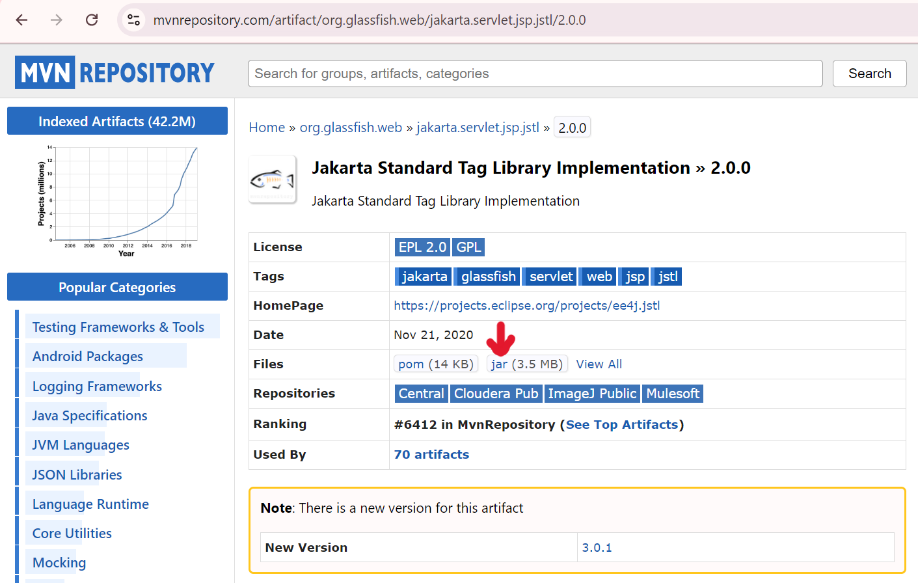 mvnrepository.com/artifact/org.glassfish.web/jakarta.servlet.jsp.jstl/2.0.0
MVN REPOSITORY
Search for groups, artifacts, categories
Search
Indexed Artifacts (42.2M)
Projects (millions)
14
12
10
8
6
4
2
0
2006 2008 2010 2012 2014 2016 2018
Year
Popular Categories
Testing Frameworks & Tools
Android Packages
Logging Frameworks
Java Specifications
JVM Languages
JSON Libraries
Language Runtime
Core Utilities
Mocking
Home » org.glassfish.web » jakarta.servlet.jsp.jstl » 2.0.0
Jakarta Standard Tag Library Implementation » 2.0.0
Jakarta Standard Tag Library Implementation
License EPL 2.0 GPL
Tags jakarta glassfish servlet web jsp jstl
HomePage https://projects.eclipse.org/projects/ee4j.jstl
Date Nov 21, 2020
Files pom (14 KB) jar (3.5 MB) View All
Repositories Central Cloudera Pub ImageJ Public Mulesoft
Ranking #6412 in MvnRepository (See Top Artifacts)
Used By 70 artifacts
Note: There is a new version for this artifact
New Version 3.0.1